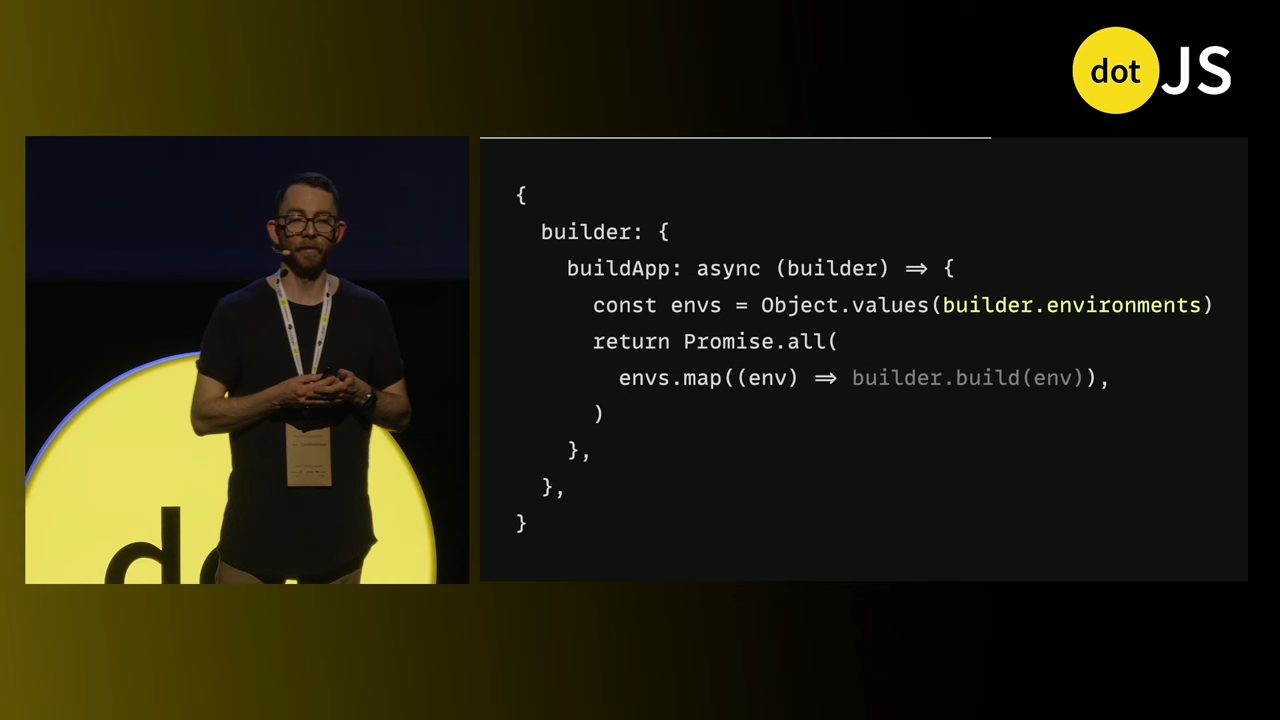 dot JS
{
builder: {
buildApp: async (builder) => {
const envs = Object.values(builder.environments)
return Promise.all(
envs.map((env) => builder.build(env)),
)
},
},
}
do